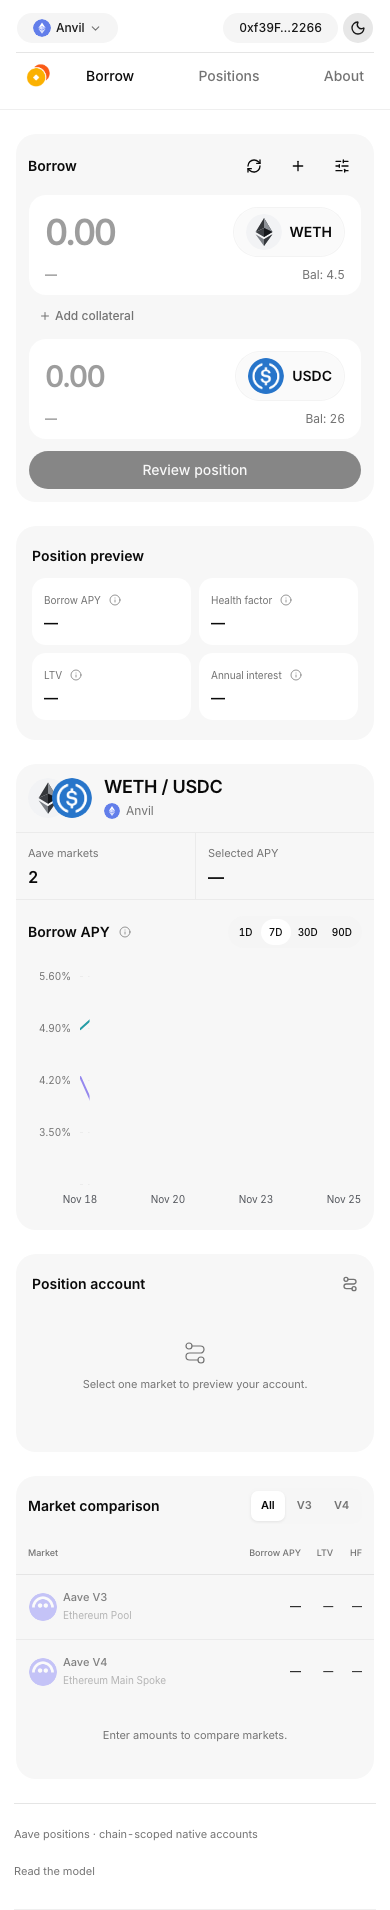 Anvil
0xf39F...2266
Borrow
Positions
About
Borrow
0.00
WETH
—
Bal: 4.5
Add collateral
0.00
USDC
—
Bal: 26
Review position
Position preview
Borrow APY
—
Health factor
—
LTV
—
Annual interest
—
WETH / USDC
Anvil
Aave markets
2
Selected APY
—
Borrow APY
1D 7D 30D 90D
5.60%
4.90%
4.20%
3.50%
Nov 18 Nov 20 Nov 23 Nov 25
Position account
Select one market to preview your account.
Market comparison
All V3 V4
Market Borrow APY LTV HF
Aave V3
Ethereum Pool
— — —
Aave V4
Ethereum Main Spoke
— — —
Enter amounts to compare markets.
Aave positions · chain-scoped native accounts
Read the model